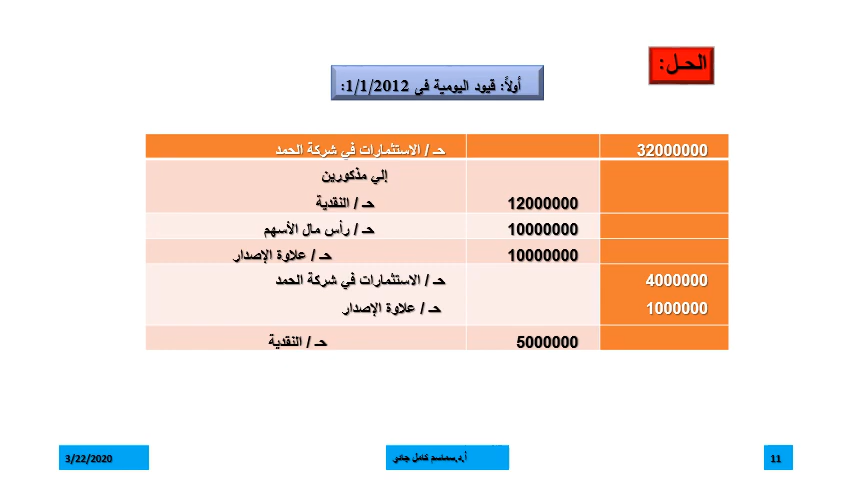 الحـل:
أولاً: قيود اليومية فى 1/1/2012:
32000000 حـ / الاستثمارات في شركة الحمد
إلي مذكورين
12000000 حـ / النقدية
10000000 حـ / رأس مال الأسهم
10000000 حـ / علاوة الإصدار
4000000 حـ / الاستثمارات في شركة الحمد
1000000 حـ / علاوة الإصدار
5000000 حـ / النقدية
11 أ.د. كامل 3/22/2020